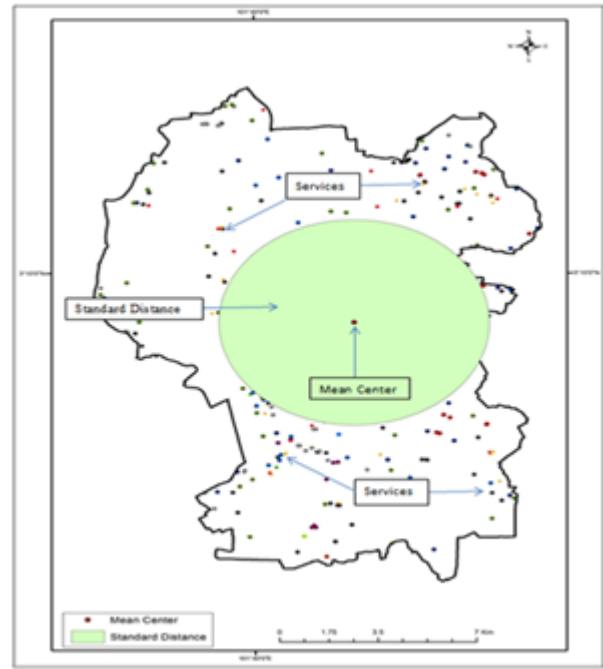 Services
Standard Distance
Mean Center
Services
Mean Center
Standard Distance
0 1.75 3.5 7 Km